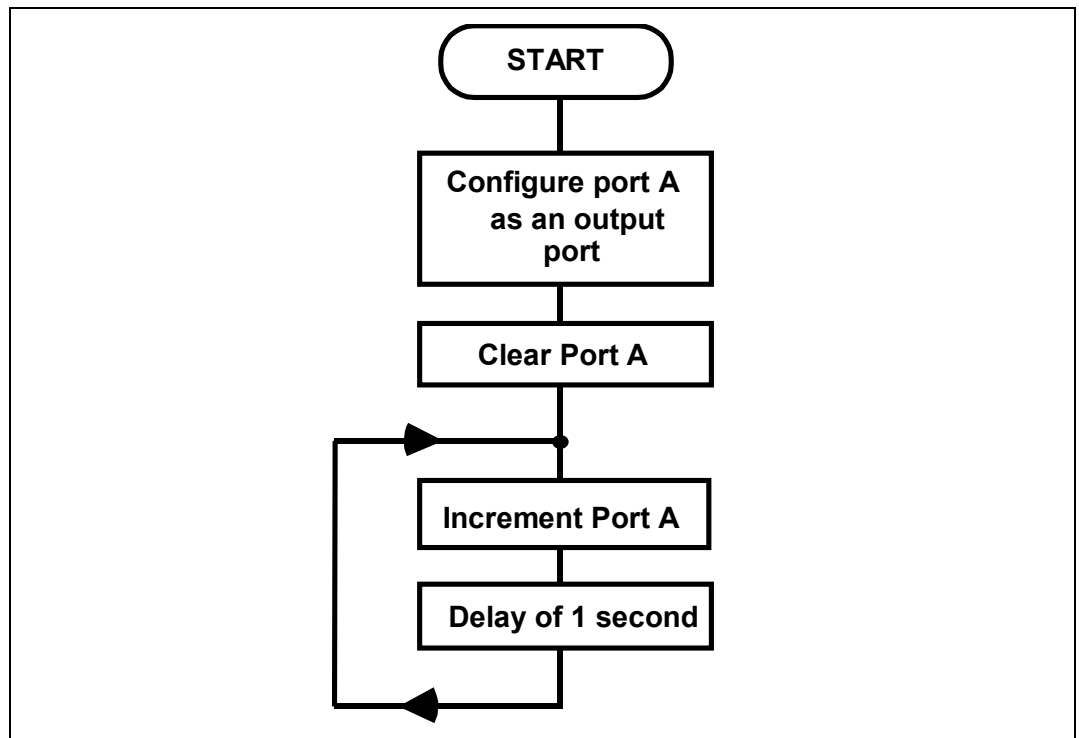 START
Configure port A
as an output
port
Clear Port A
Increment Port A
Delay of 1 second